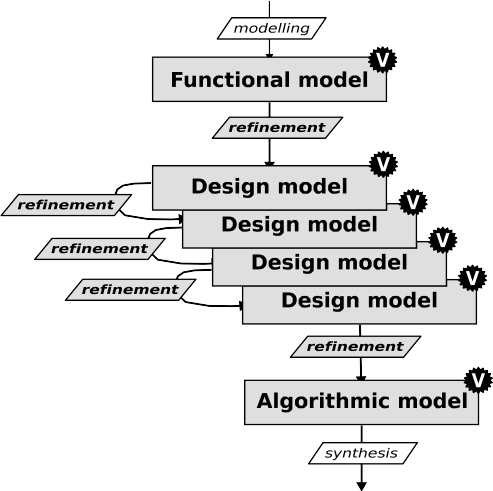 modelling
V
Functional model
refinement
V
Design model
refinement
V
Design model
refinement
V
Design model
refinement
V
Design model
refinement
V
Algorithmic model
synthesis